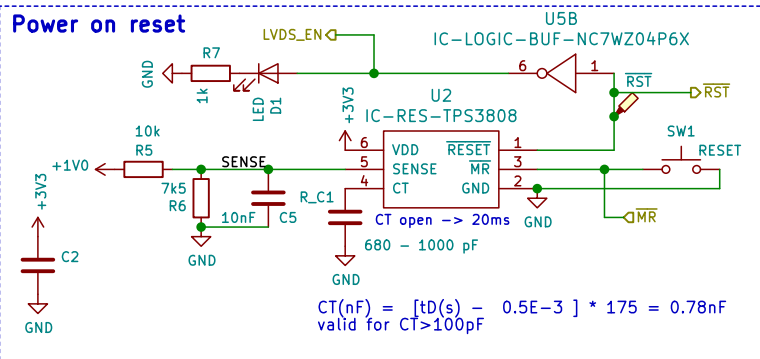 Power on reset
LVDS_EN
U5B
IC-LOGIC-BUF-NC7WZ04P6X
R7
GND
1k
LED
D1
6
1
RST
RST
+3V3
U2
IC-RES-TPS3808
6 VDD
RESET 1
5 SENSE
MR 3
4 CT
GND 2
SW1
RESET
10k
R5
+1V0
SENSE
7k5
R6
10nF
C5
GND
R_C1
CT open -> 20ms
GND
MR
680 - 1000 pF
GND
+3V3
C2
GND
CT(nF) = [tD(s) - 0.5E-3 ] * 175 = 0.78nF
valid for CT>100pF